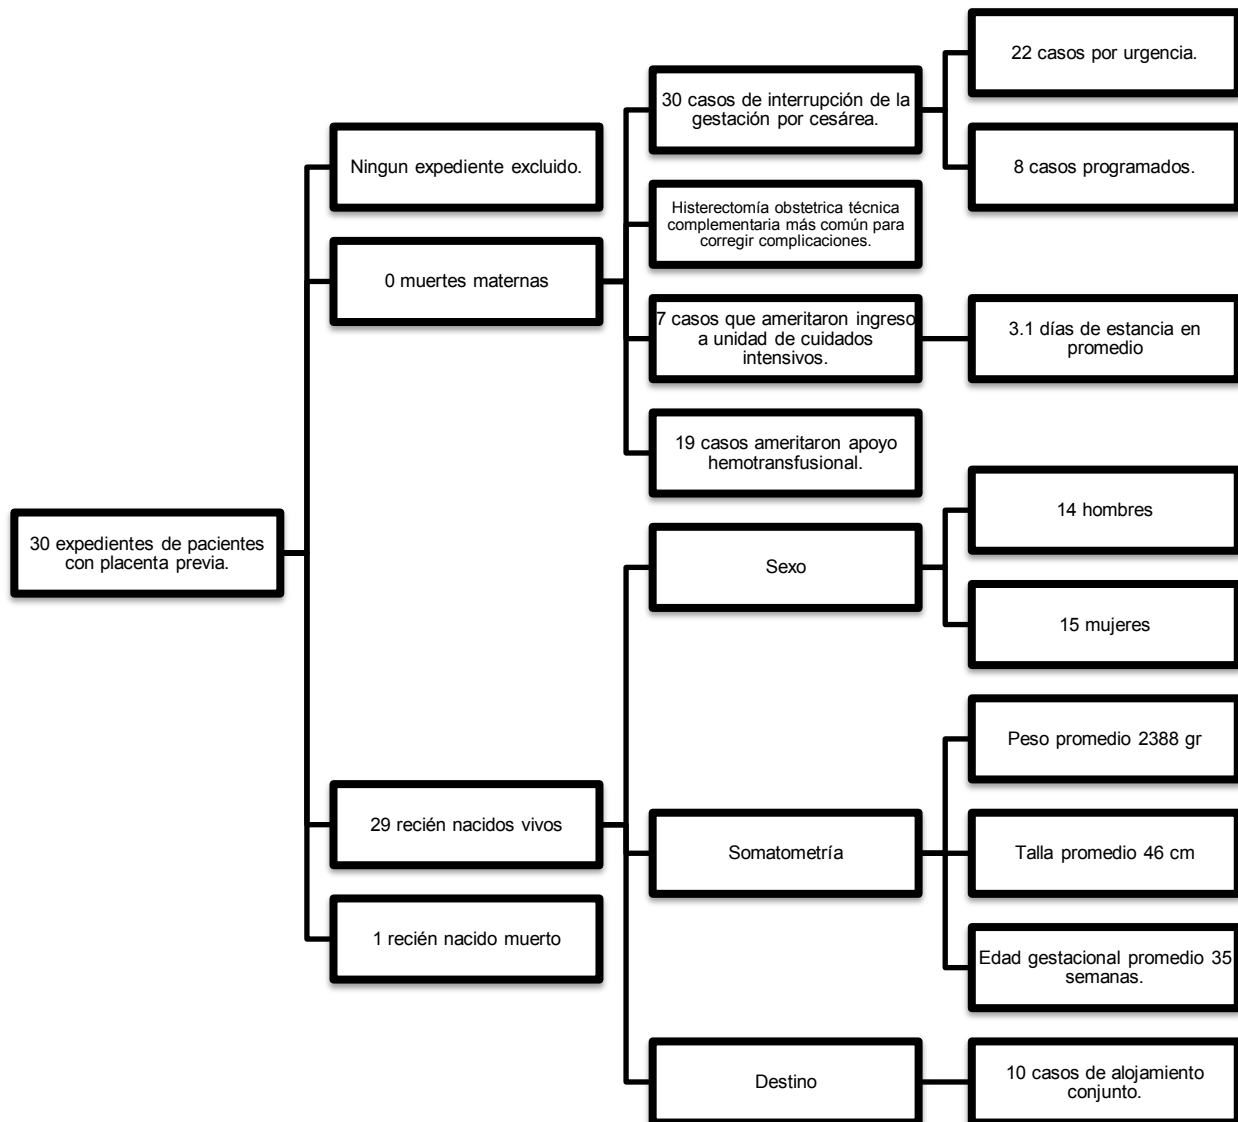 30 expedientes de pacientes
con placenta previa.
Ningun expediente excluido.
0 muertes maternas
30 casos de interrupción de la
gestación por cesárea.
22 casos por urgencia.
8 casos programados.
Histerectomía obstetrica técnica
complementaria más común para
corregir complicaciones.
7 casos que ameritaron ingreso
a unidad de cuidados
intensivos.
3.1 días de estancia en
promedio
19 casos ameritaron apoyo
hemotransfusional.
29 recién nacidos vivos
Sexo
14 hombres
15 mujeres
Somatometría
Peso promedio 2388 gr
Talla promedio 46 cm
Edad gestacional promedio 35
semanas.
Destino
10 casos de alojamiento
conjunto.
1 recién nacido muerto